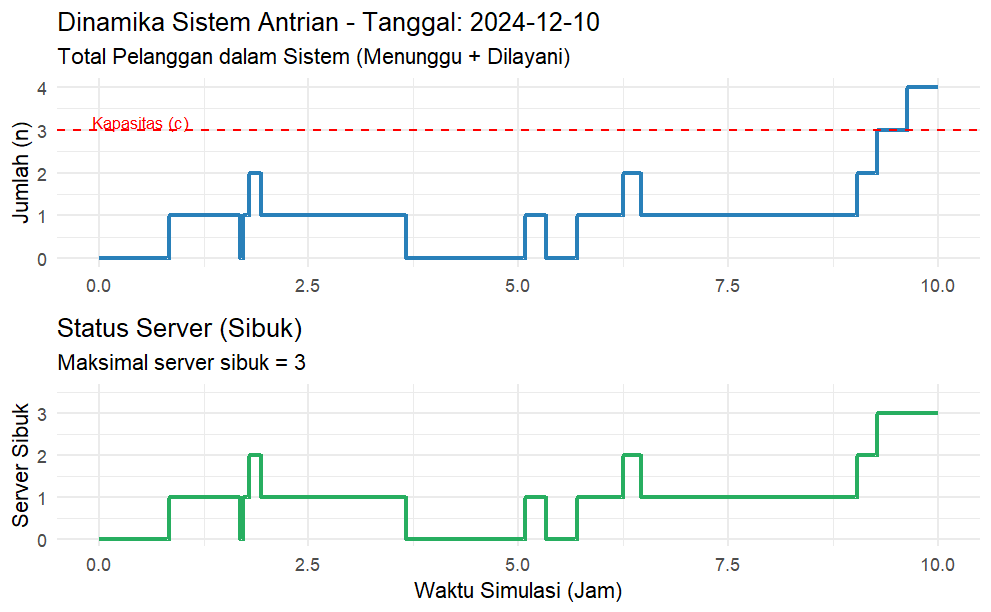 Dinamika Sistem Antrian - Tanggal: 2024-12-10
Total Pelanggan dalam Sistem (Menunggu + Dilayani)
Jumlah (n)
4
3
2
1
0
Kapasitas (c)
0.0 2.5 5.0 7.5 10.0
Status Server (Sibuk)
Maksimal server sibuk = 3
Server Sibuk
3
2
1
0
0.0 2.5 5.0 7.5 10.0
Waktu Simulasi (Jam)